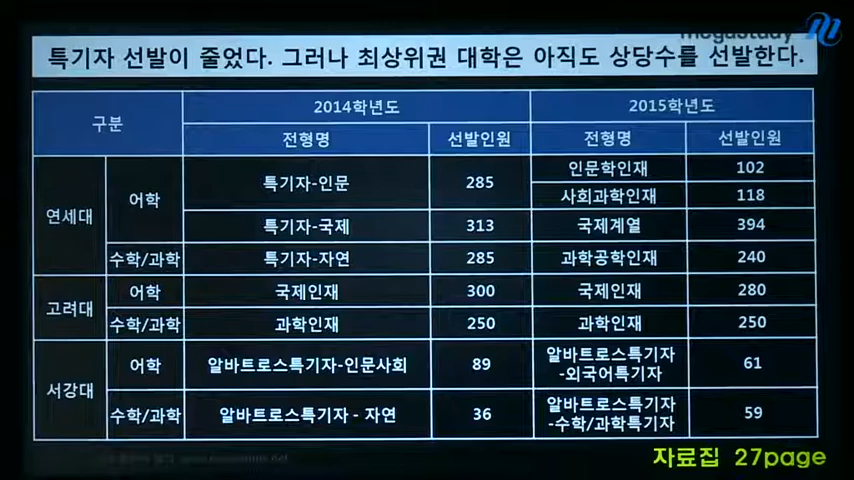 megastudy
특기자 선발이 줄었다. 그러나 최상위권 대학은 아직도 상당수를 선발한다.
구분 2014학년도 2015학년도
전형명 선발인원 전형명 선발인원
연세대 어학 특기자-인문 285 인문학인재 102
사회과학인재 118
특기자-국제 313 국제계열 394
수학/과학 특기자-자연 285 과학공학인재 240
고려대 어학 국제인재 300 국제인재 280
수학/과학 과학인재 250 과학인재 250
서강대 어학 알바트로스특기자-인문사회 89 알바트로스특기자
-외국어특기자 61
수학/과학 알바트로스특기자 - 자연 36 알바트로스특기자
-수학/과학특기자 59
자료집 27page